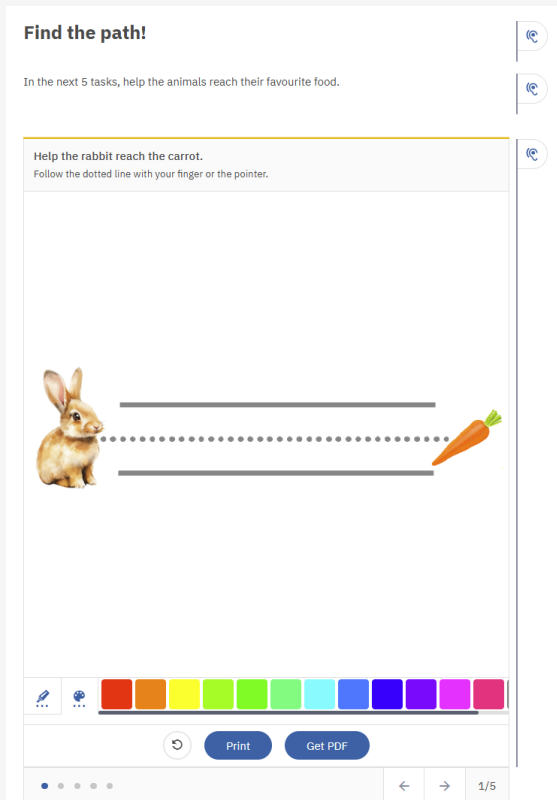 Find the path!
In the next 5 tasks, help the animals reach their favourite food.
Help the rabbit reach the carrot.
Follow the dotted line with your finger or the pointer.
Print
Get PDF
1/5